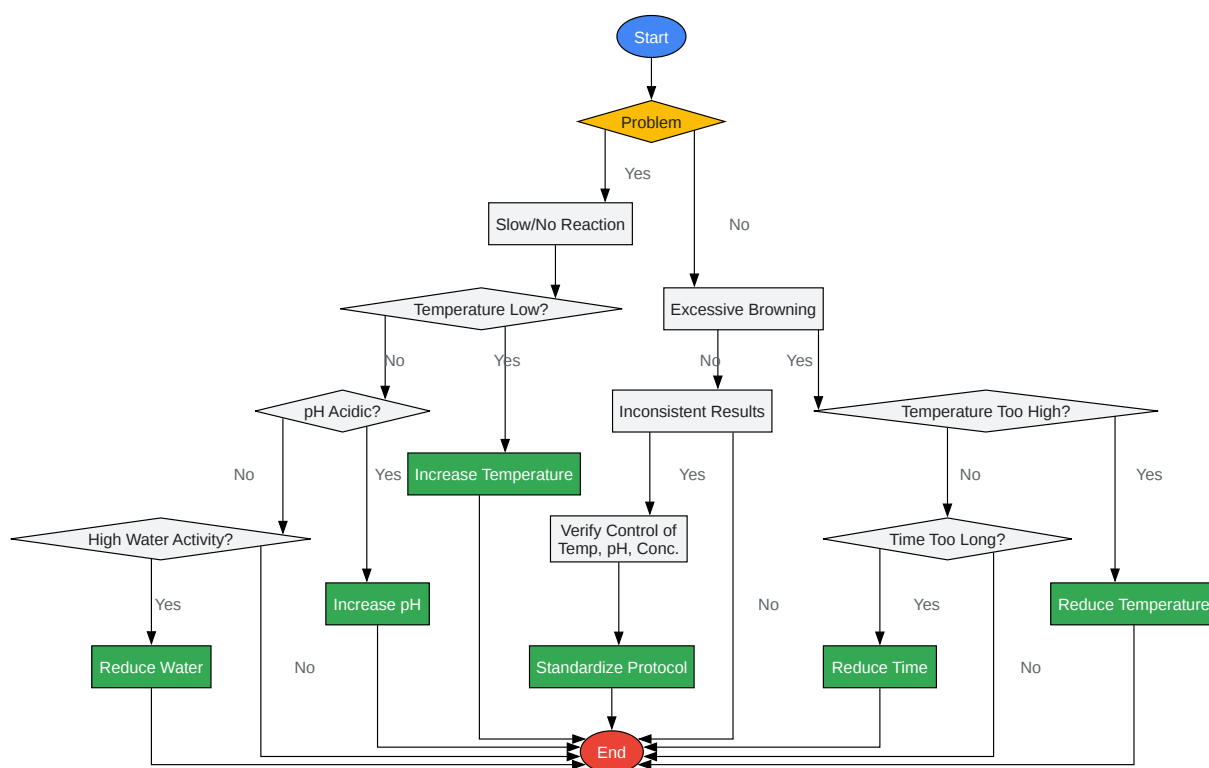 Start
Problem
Yes
Slow/No Reaction
No
Temperature Low?
Excessive Browning
No
Yes
No
Yes
pH Acidic?
Inconsistent Results
Temperature Too High?
No
Yes
Increase Temperature
Yes
No
Yes
High Water Activity?
Verify Control of
Temp, pH, Conc.
Time Too Long?
Yes
Increase pH
No
Yes
Reduce Temperature
Reduce Water
No
Standardize Protocol
Reduce Time
No
End